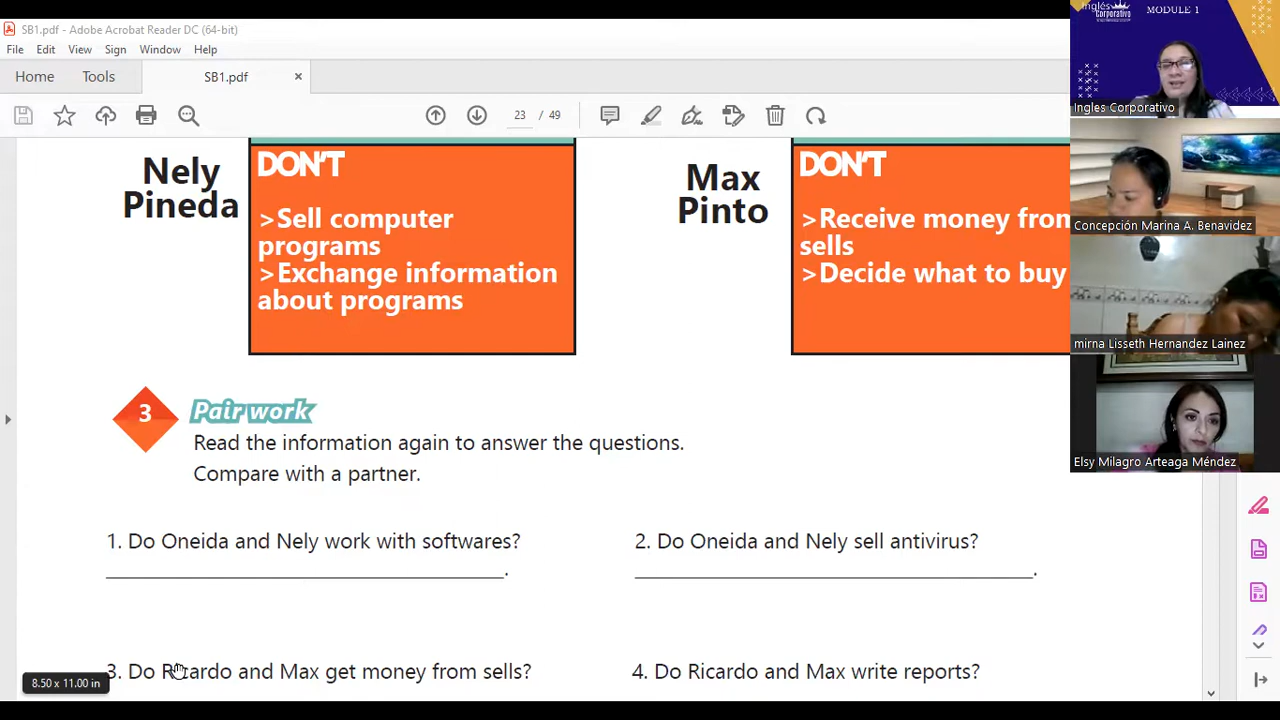 SB1.pdf - Adobe Acrobat Reader DC (64-bit)
File Edit View Sign Window Help
Home Tools SB1.pdf ×
23 / 49
Nely
Pineda
DON'T
>Sell computer
programs
>Exchange information
about programs
Max
Pinto
DON'T
>Receive money from
sells
>Decide what to buy
3 Pair work
Read the information again to answer the questions.
Compare with a partner.
1. Do Oneida and Nely work with softwares?
2. Do Oneida and Nely sell antivirus?
3. Do Ricardo and Max get money from sells?
4. Do Ricardo and Max write reports?
8.50 x 11.00 in
Inglés
corporativo
MODULE 1
Ingles Corporativo
Concepción Marina A. Benavidez
mirna Lisseth Hernandez Lainez
Elsy Milagro Arteaga Méndez